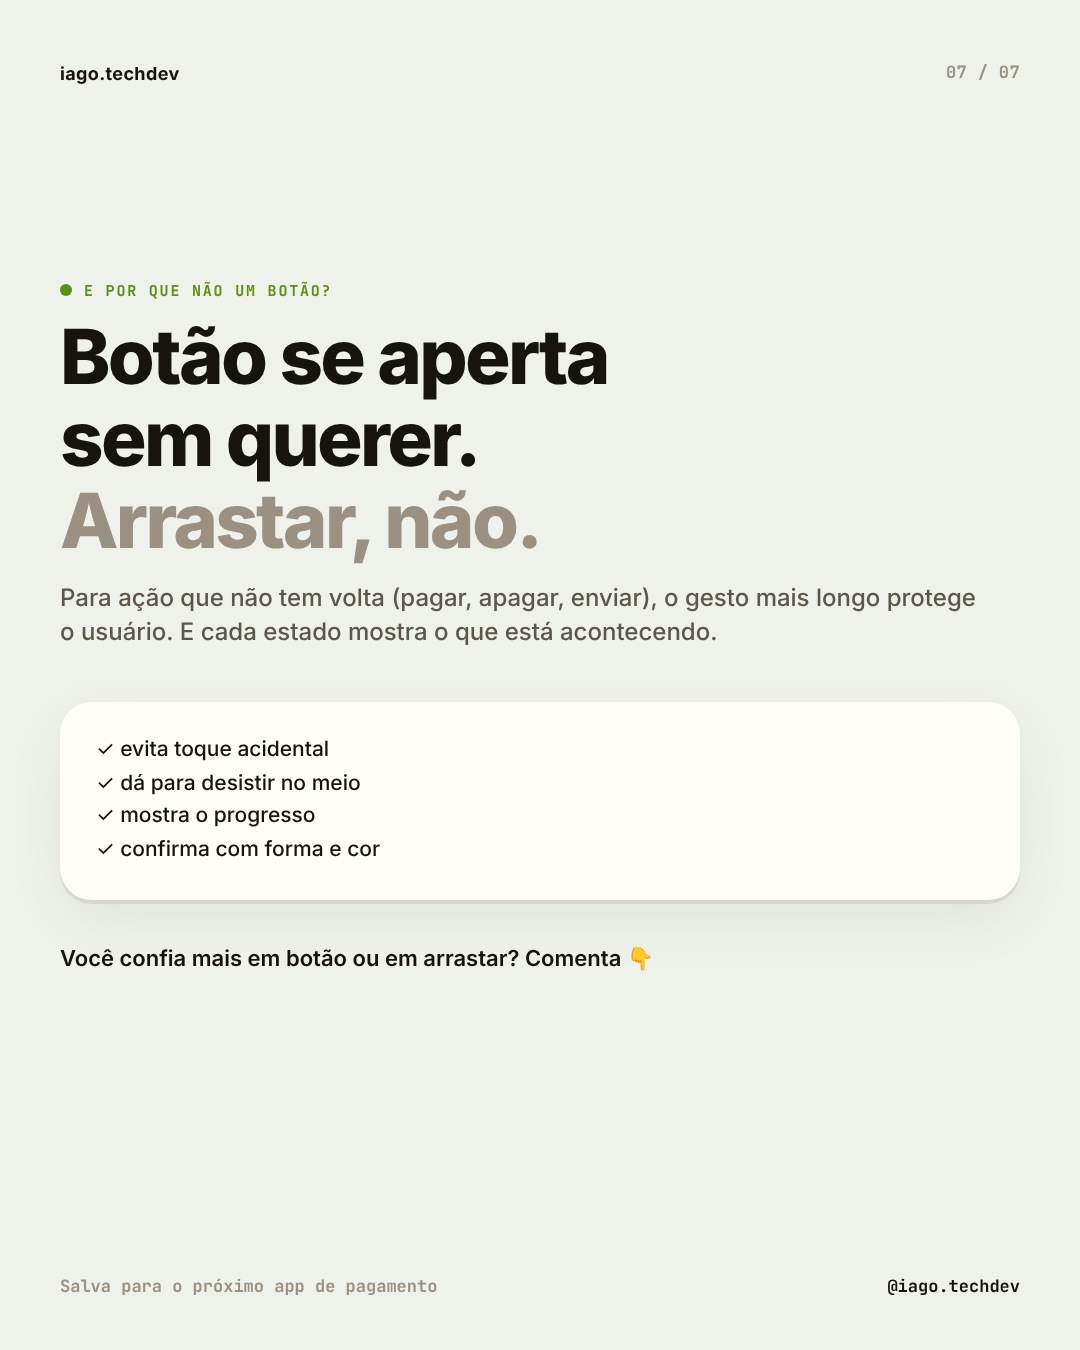 iago.techdev
07 / 07
E POR QUE NÃO UM BOTÃO?
Botão se aperta
sem querer.
Arrastar, não.
Para ação que não tem volta (pagar, apagar, enviar), o gesto mais longo protege
o usuário. E cada estado mostra o que está acontecendo.
✓ evita toque acidental
✓ dá para desistir no meio
✓ mostra o progresso
✓ confirma com forma e cor
Você confia mais em botão ou em arrastar? Comenta 👇
Salva para o próximo app de pagamento
@iago.techdev